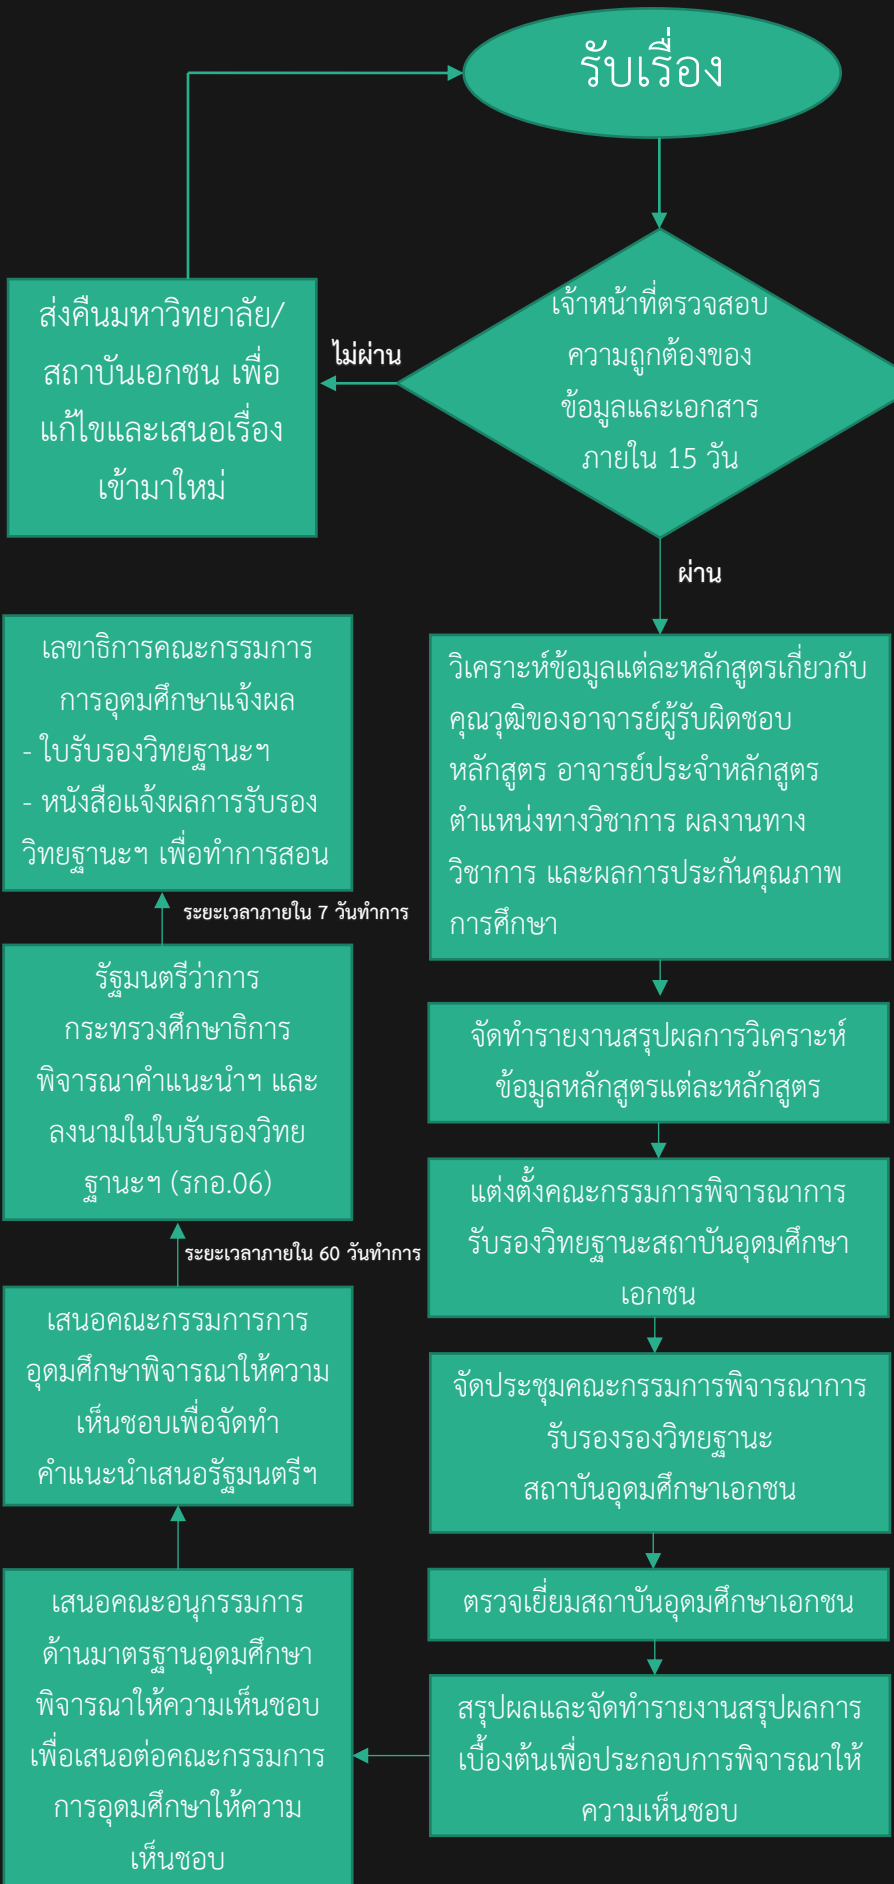 รับเรื่อง
เจ้าหน้าที่ตรวจสอบ
ความถูกต้องของ
ข้อมูลและเอกสาร
ภายใน 15 วัน
ไม่ผ่าน
ส่งคืนมหาวิทยาลัย/
สถาบันเอกชน เพื่อ
แก้ไขและเสนอเรื่อง
เข้ามาใหม่
ผ่าน
วิเคราะห์ข้อมูลแต่ละหลักสูตรเกี่ยวกับ
คุณวุฒิของอาจารย์ผู้รับผิดชอบ
หลักสูตร อาจารย์ประจำหลักสูตร
ตำแหน่งทางวิชาการ ผลงานทาง
วิชาการ และผลการประกันคุณภาพ
การศึกษา
จัดทำรายงานสรุปผลการวิเคราะห์
ข้อมูลหลักสูตรแต่ละหลักสูตร
แต่งตั้งคณะกรรมการพิจารณาการ
รับรองวิทยฐานะสถาบันอุดมศึกษา
เอกชน
จัดประชุมคณะกรรมการพิจารณาการ
รับรองรองวิทยฐานะ
สถาบันอุดมศึกษาเอกชน
ตรวจเยี่ยมสถาบันอุดมศึกษาเอกชน
สรุปผลและจัดทำรายงานสรุปผลการ
เบื้องต้นเพื่อประกอบการพิจารณาให้
ความเห็นชอบ
เสนอคณะอนุกรรมการ
ด้านมาตรฐานอุดมศึกษา
พิจารณาให้ความเห็นชอบ
เพื่อเสนอต่อคณะกรรมการ
การอุดมศึกษาให้ความ
เห็นชอบ
เสนอคณะกรรมการการ
อุดมศึกษาพิจารณาให้ความ
เห็นชอบเพื่อจัดทำ
คำแนะนำเสนอรัฐมนตรีฯ
ระยะเวลาภายใน 60 วันทำการ
รัฐมนตรีว่าการ
กระทรวงศึกษาธิการ
พิจารณาคำแนะนำฯ และ
ลงนามในใบรับรองวิทย
ฐานะฯ (รกอ.06)
ระยะเวลาภายใน 7 วันทำการ
เลขาธิการคณะกรรมการ
การอุดมศึกษาแจ้งผล
- ใบรับรองวิทยฐานะฯ
- หนังสือแจ้งผลการรับรอง
วิทยฐานะฯ เพื่อทำการสอน